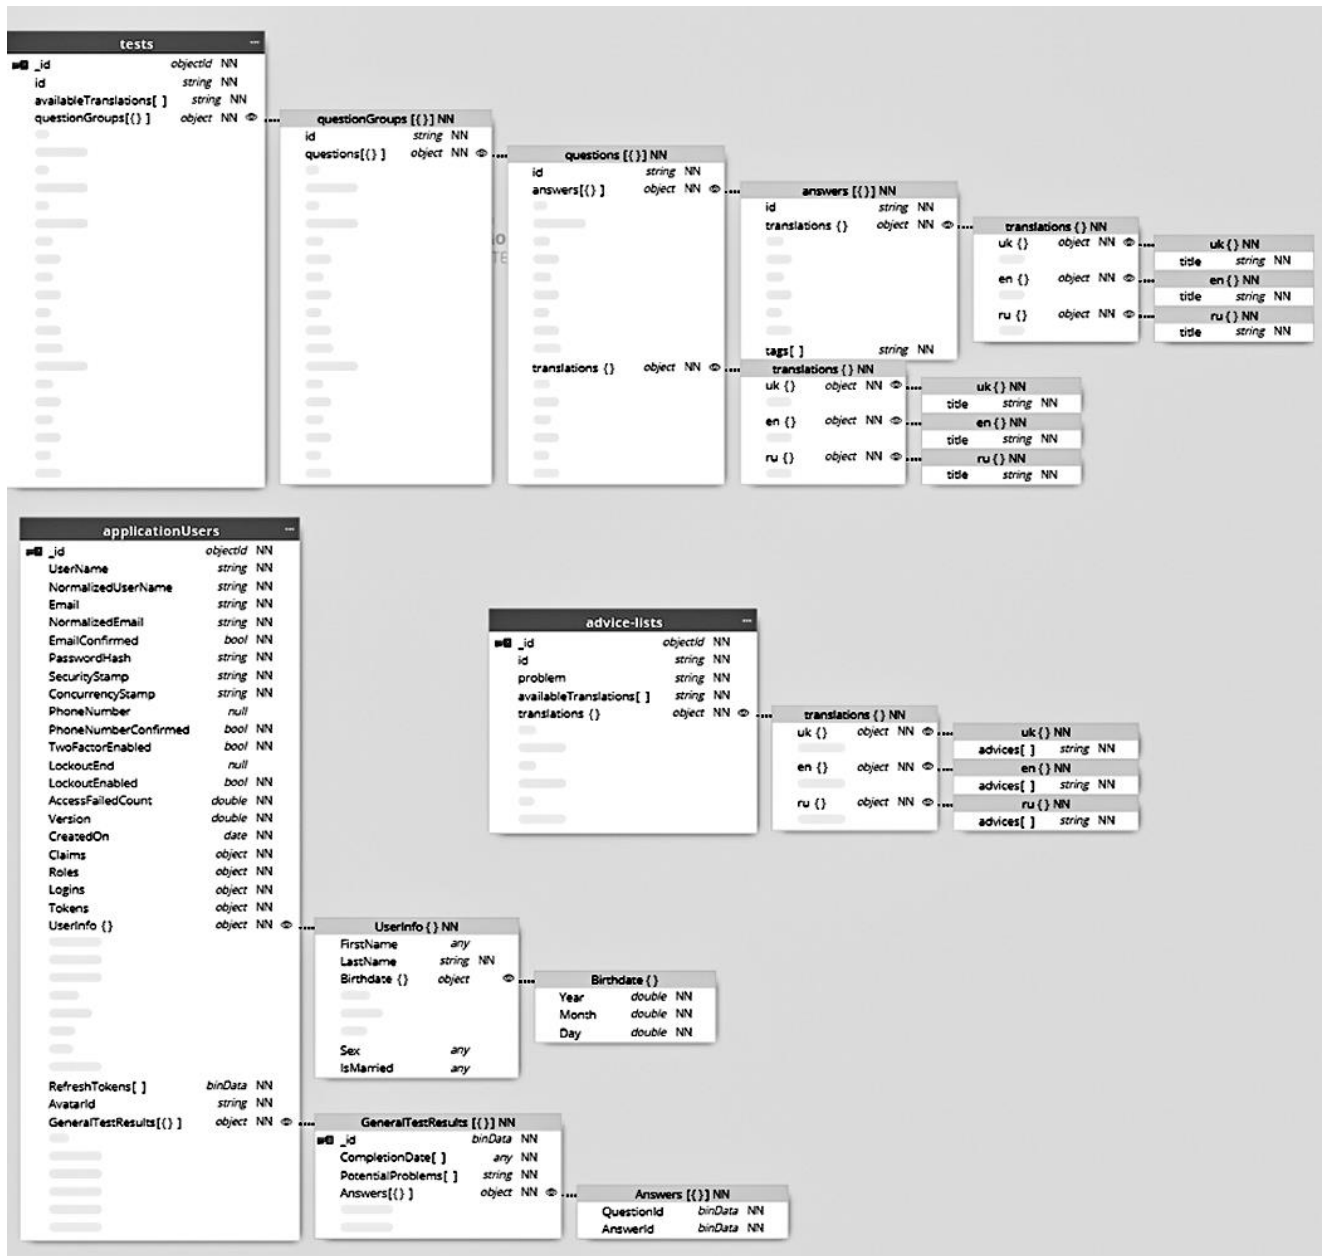 tests ...
_id objectId NN
id string NN
availableTranslations[ ] string NN
questionGroups[{} ] object NN
questionGroups [{}] NN
id string NN
questions[{} ] object NN
questions [{}] NN
id string NN
answers[{} ] object NN
answers [{}] NN
id string NN
translations {} object NN
tags[ ] string NN
translations {} NN
uk {} object NN
en {} object NN
ru {} object NN
uk {} NN
title string NN
en {} NN
title string NN
ru {} NN
title string NN
translations {} object NN
translations {} NN
uk {} object NN
en {} object NN
ru {} object NN
uk {} NN
title string NN
en {} NN
title string NN
ru {} NN
title string NN
applicationUsers ...
_id objectId NN
UserName string NN
NormalizedUserName string NN
Email string NN
NormalizedEmail string NN
EmailConfirmed bool NN
PasswordHash string NN
SecurityStamp string NN
ConcurrencyStamp string NN
PhoneNumber null
PhoneNumberConfirmed bool NN
TwoFactorEnabled bool NN
LockoutEnd null
LockoutEnabled bool NN
AccessFailedCount double NN
Version double NN
CreatedOn date NN
Claims object NN
Roles object NN
Logins object NN
Tokens object NN
UserInfo {} object NN
RefreshTokens[ ] binData NN
AvatarId string NN
GeneralTestResults[{} ] object NN
UserInfo {} NN
FirstName any
LastName string NN
Birthdate {} object
Sex any
IsMarried any
Birthdate {}
Year double NN
Month double NN
Day double NN
GeneralTestResults [{}] NN
_id binData NN
CompletionDate[ ] any NN
PotentialProblems[ ] string NN
Answers[{} ] object NN
Answers [{}] NN
QuestionId binData NN
AnswerId binData NN
advice-lists ...
_id objectId NN
id string NN
problem string NN
availableTranslations[ ] string NN
translations {} object NN
translations {} NN
uk {} object NN
en {} object NN
ru {} object NN
uk {} NN
advices[ ] string NN
en {} NN
advices[ ] string NN
ru {} NN
advices[ ] string NN